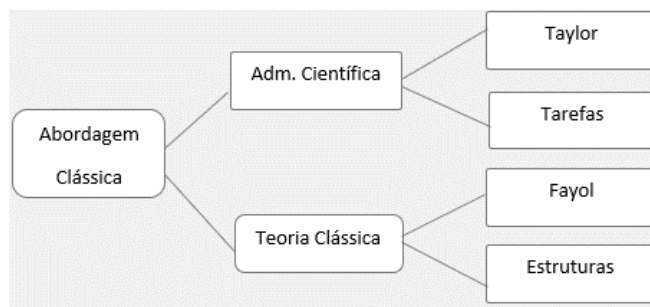 Abordagem
Clássica
Adm. Científica
Taylor
Tarefas
Teoria Clássica
Fayol
Estruturas